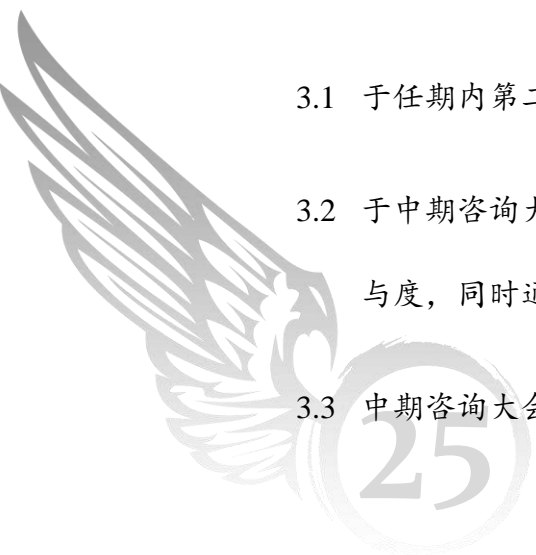 3.1 于任期内第二
3.2 于中期咨询大
与度，同时通
3.3 中期咨询大会
25